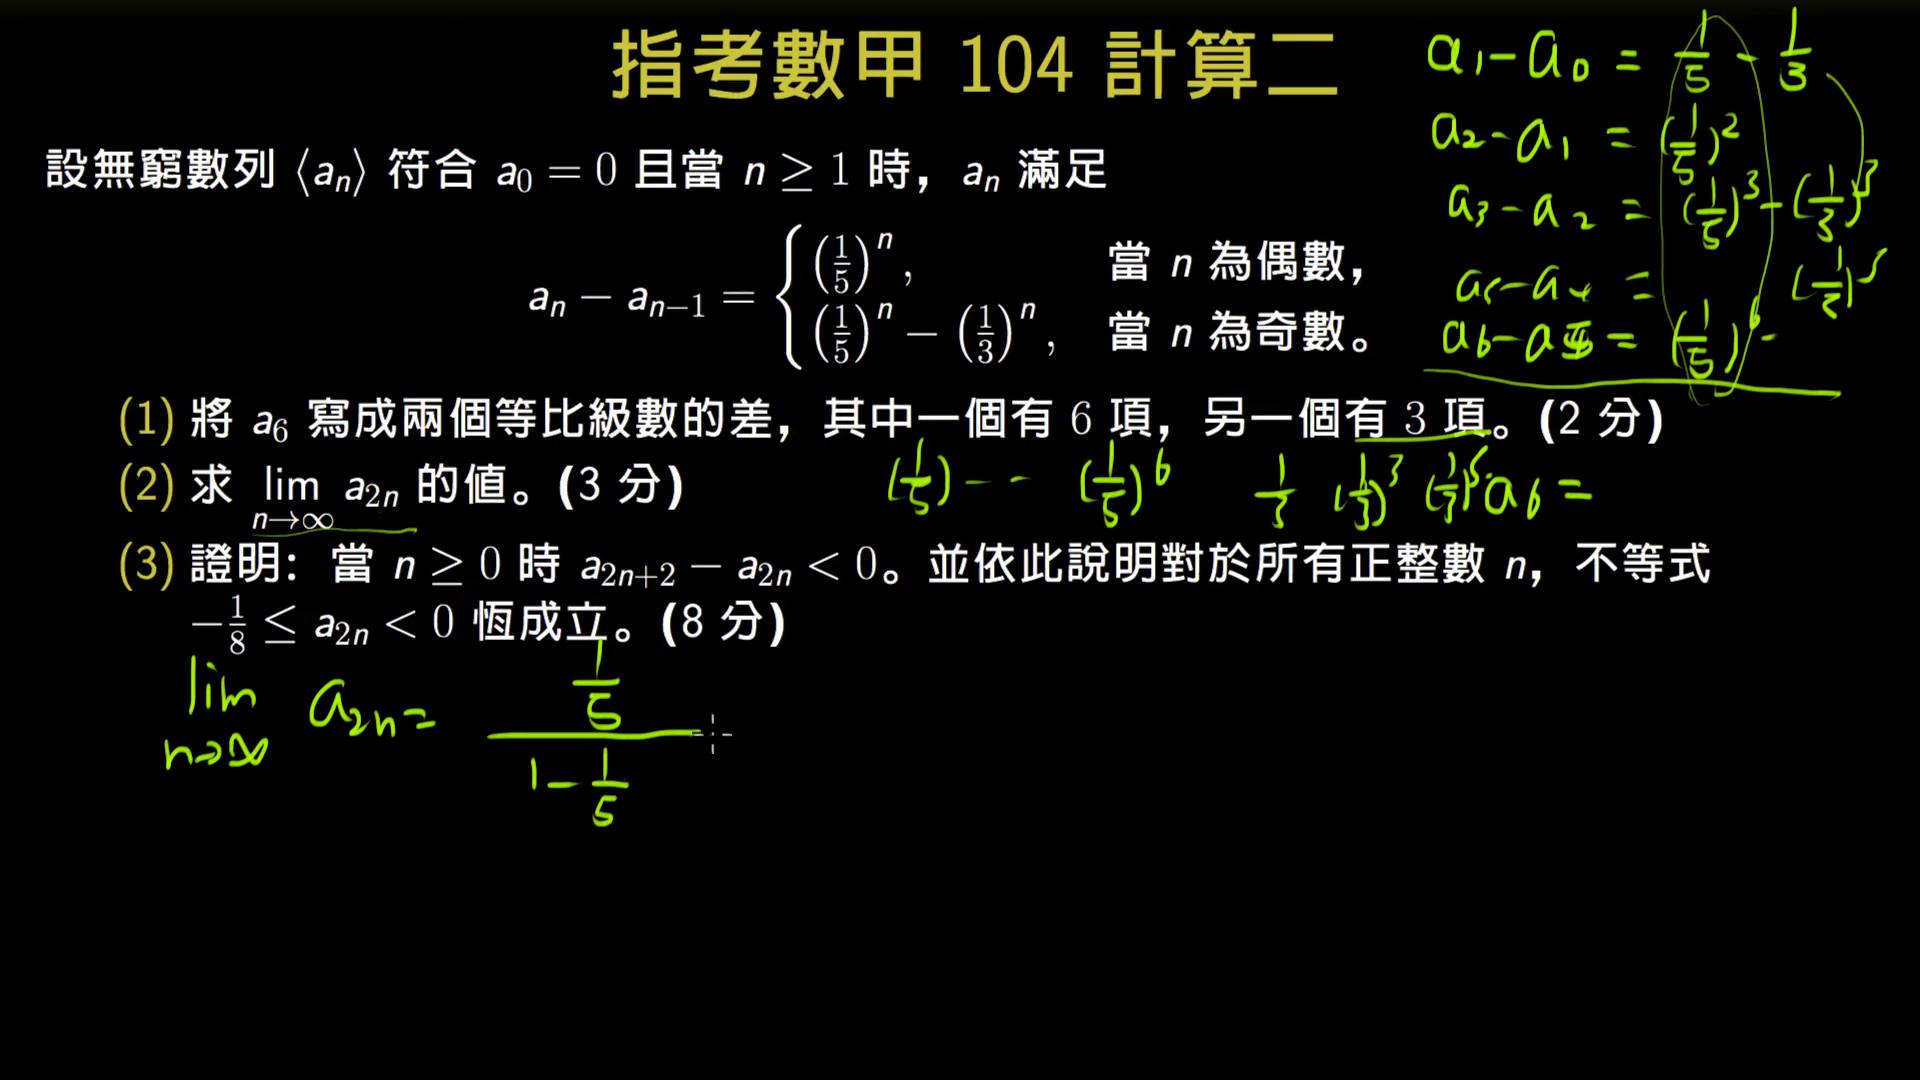 指考數甲 104 計算二
設無窮數列 ⟨aₙ⟩ 符合 a₀ = 0 且當 n ≥ 1 時，aₙ 滿足
aₙ − aₙ₋₁ = { (1/5)ⁿ, 當 n 為偶數，
(1/5)ⁿ − (1/3)ⁿ, 當 n 為奇數。
(1) 將 a₆ 寫成兩個等比級數的差，其中一個有 6 項，另一個有 3 項。(2 分)
(2) 求 lim n→∞ a₂ₙ 的值。(3 分)
(3) 證明：當 n ≥ 0 時 a₂ₙ₊₂ − a₂ₙ < 0。並依此說明對於所有正整數 n，不等式
−1/8 ≤ a₂ₙ < 0 恆成立。(8 分)
a₁ − a₀ = 1/5 − 1/3
a₂ − a₁ = (1/5)²
a₃ − a₂ = (1/5)³ − (1/3)³
a₆ − a₅ = (1/5)⁶
(1/5) - - - (1/5)⁶ 1/3 (1/3)³ (1/3)⁵ a₆ =
lim n→∞ a₂ₙ = (1/5)/(1 − 1/5)